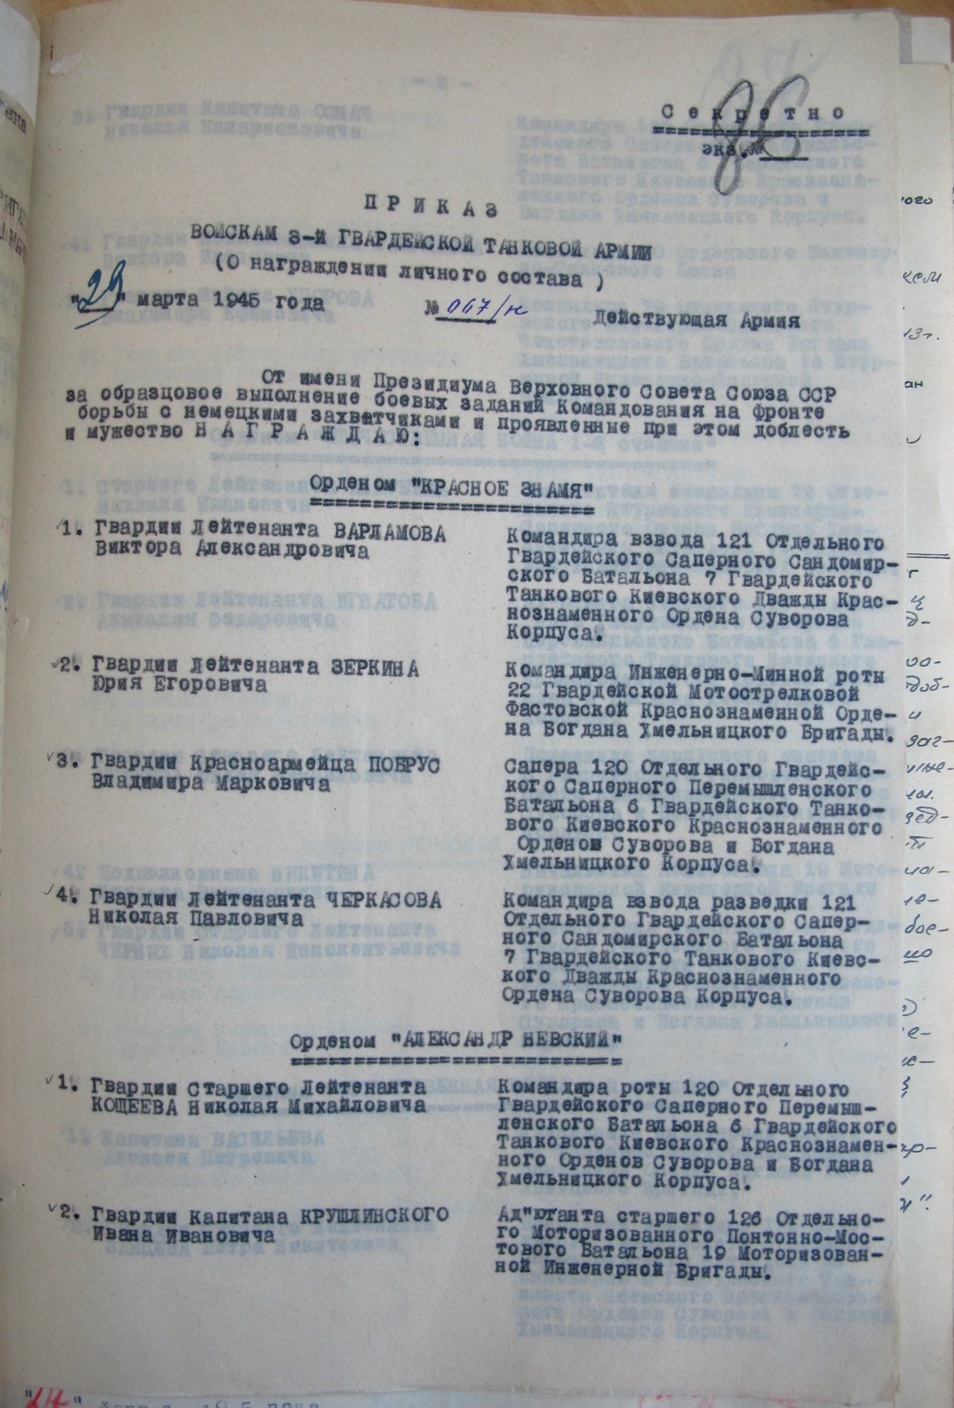 Секретно
экз.№
ПРИКАЗ
ВОЙСКАМ 3-Й ГВАРДЕЙСКОЙ ТАНКОВОЙ АРМИИ
(О награждении личного состава )
"29" марта 1945 года № 067/н Действующая Армия
От имени Президиума Верховного Совета Союза ССР
за образцовое выполнение боевых заданий Командования на фронте
борьбы с немецкими захватчиками и проявленные при этом доблесть
и мужество Н А Г Р А Ж Д А Ю:
Орденом "КРАСНОЕ ЗНАМЯ"
1. Гвардии Лейтенанта ВАРЛАМОВА
Виктора Александровича
Командира взвода 121 Отдельного
Гвардейского Саперного Сандомир-
ского Батальона 7 Гвардейского
Танкового Киевского Дважды Крас-
нознаменного Ордена Суворова
Корпуса.
2. Гвардии Лейтенанта ЗЕРКИНА
Юрия Егоровича
Командира Инженерно-Минной роты
22 Гвардейской Мотострелковой
Фастовской Краснознаменной Орде-
на Богдана Хмельницкого Бригады.
3. Гвардии Красноармейца ПОБРУС
Владимира Марковича
Сапера 120 Отдельного Гвардейс-
кого Саперного Перемышленского
Батальона 6 Гвардейского Танко-
вого Киевского Краснознаменного
Орденов Суворова и Богдана
Хмельницкого Корпуса.
4. Гвардии Лейтенанта ЧЕРКАСОВА
Николая Павловича
Командира взвода разведки 121
Отдельного Гвардейского Сапер-
ного Сандомирского Батальона
7 Гвардейского Танкового Киевс-
кого Дважды Краснознаменного
Ордена Суворова Корпуса.
Орденом "АЛЕКСАНДР НЕВСКИЙ"
1. Гвардии Старшего Лейтенанта
КОЩЕЕВА Николая Михайловича
Командира роты 120 Отдельного
Гвардейского Саперного Перемыш-
ленского Батальона 6 Гвардейского
Танкового Киевского Краснознамен-
ного Орденов Суворова и Богдана
Хмельницкого Корпуса.
2. Гвардии Капитана КРУШЛИНСКОГО
Ивана Ивановича
Ад"ютанта старшего 126 Отдельно-
го Моторизованного Понтонно-Мос-
тового Батальона 19 Моторизован-
ной Инженерной Бригады.